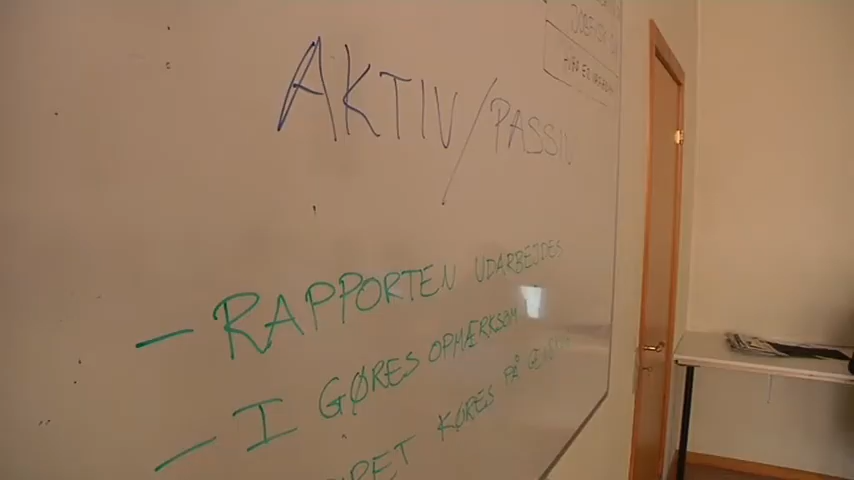 AKTIV/PASSIV
- RAPPORTEN UDARBEJDES
- I GØRES OPMÆRKSOM
KØRES PÅ